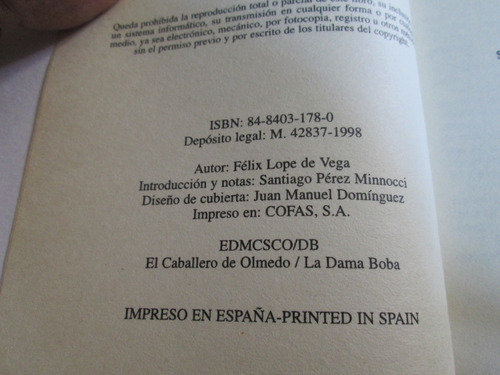 Queda prohibida la reproducción total o parcial de este libro, su
un sistema informático, su transmisión en cualquier forma o por
medio, ya sea electrónico, mecánico, por fotocopia, registro u otros
sin el permiso previo y por escrito de los titulares del copyright.
ISBN: 84-8403-178-0
Depósito legal: M. 42837-1998
Autor: Félix Lope de Vega
Introducción y notas: Santiago Pérez Minnocci
Diseño de cubierta: Juan Manuel Domínguez
Impreso en: COFAS, S.A.
EDMCSCO/DB
El Caballero de Olmedo / La Dama Boba
IMPRESO EN ESPAÑA-PRINTED IN SPAIN